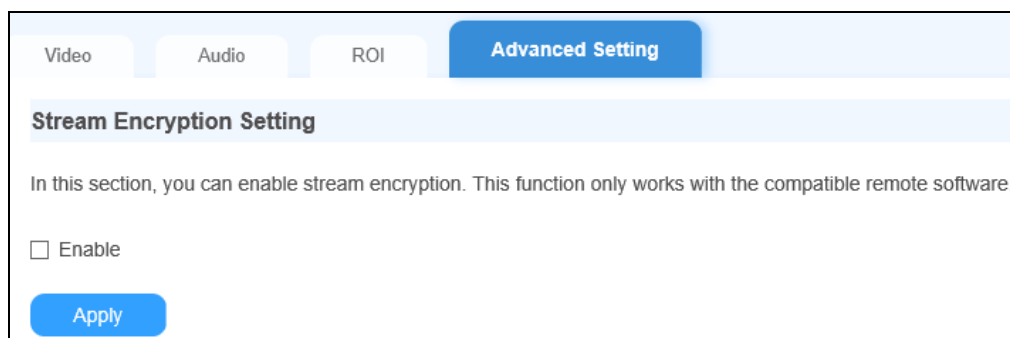 Video Audio ROI Advanced Setting
Stream Encryption Setting
In this section, you can enable stream encryption. This function only works with the compatible remote software
Enable
Apply